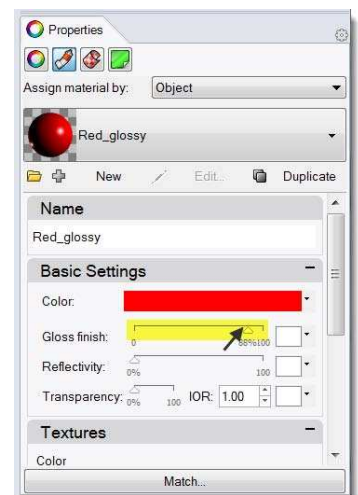 Properties
Assign material by: Object
Red_glossy
New Edit... Duplicate
Name
Red_glossy
Basic Settings
Color:
Gloss finish: 0 88% 100
Reflectivity: 0% 100
Transparency: 0% 100 IOR: 1.00
Textures
Color
Match...